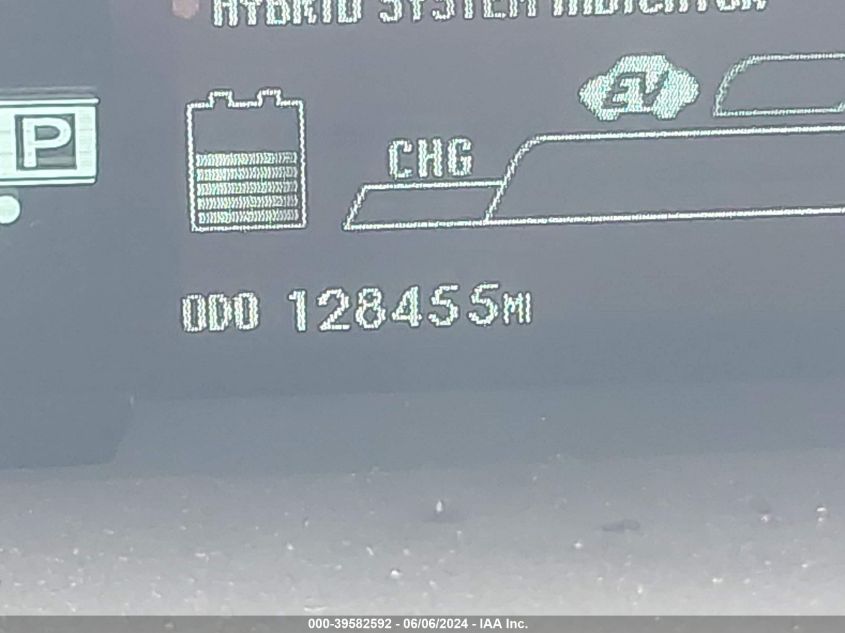 HYBRID SYSTEM INDICATOR
EV
P
CHG
ODO 128455MI
000-39582592 - 06/06/2024 - IAA Inc.